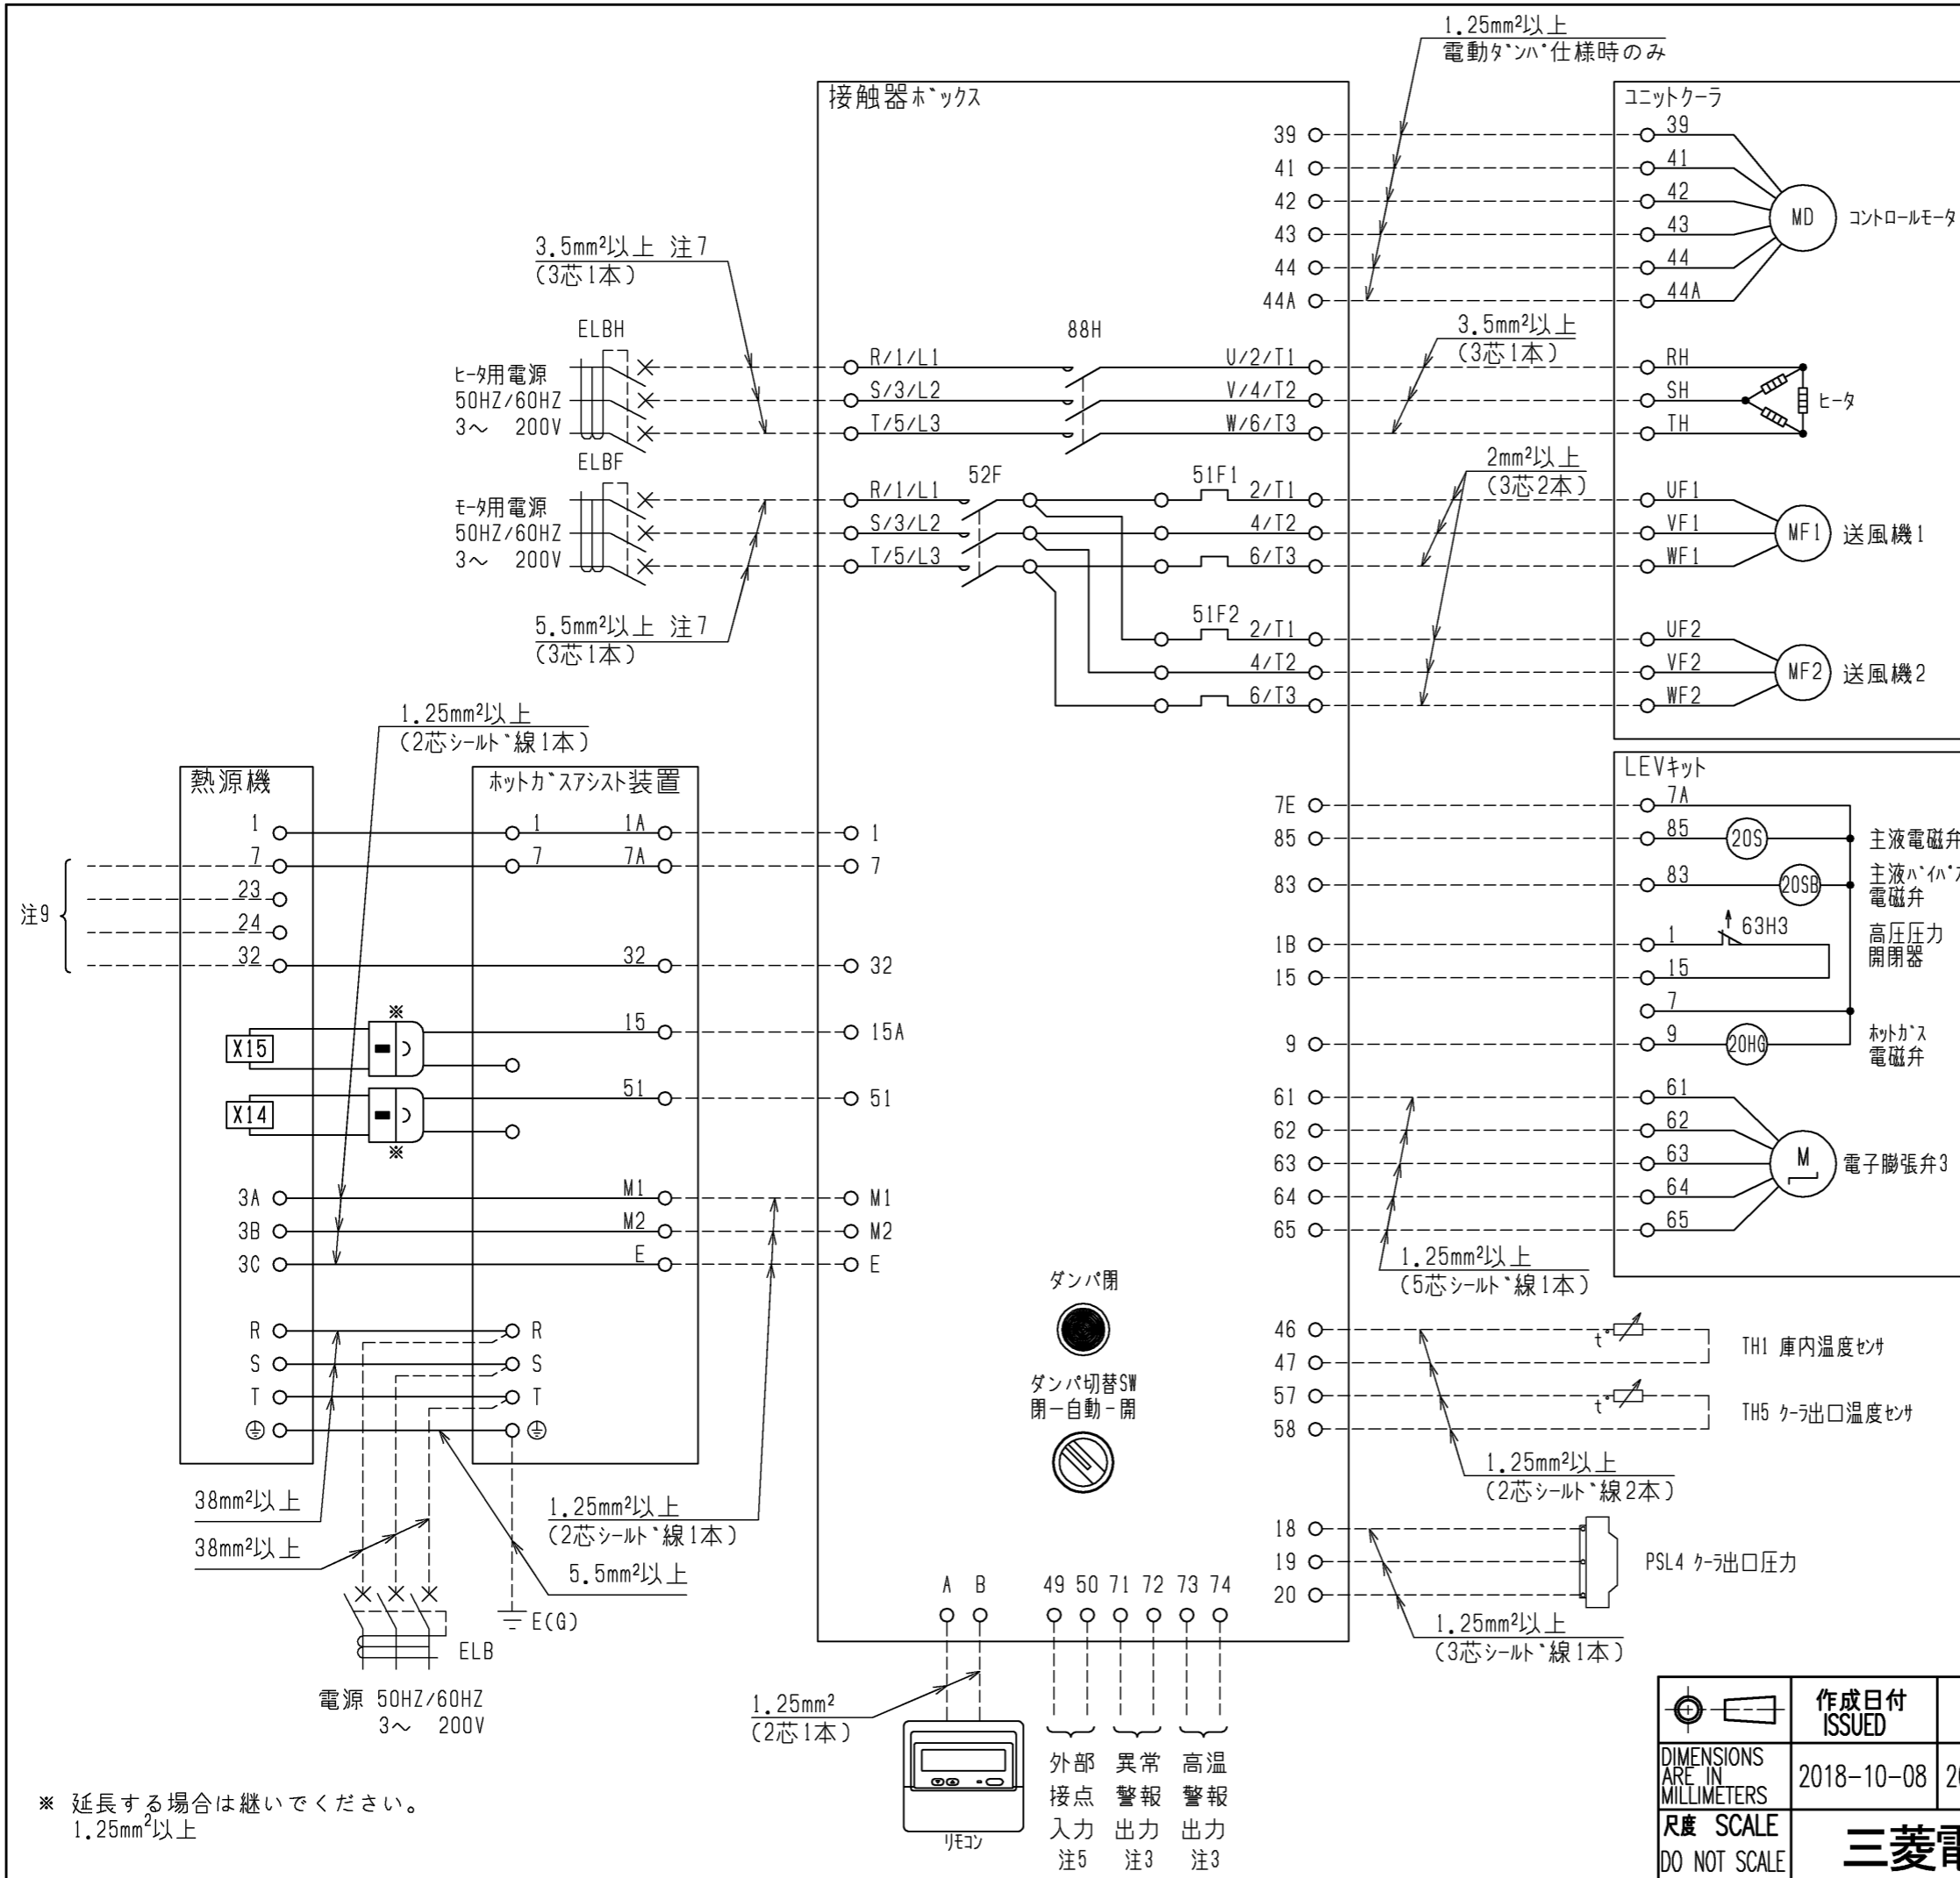 1.25mm²以上
電動ダンパ仕様時のみ
接触器ボックス
39
41
42
43
44
44A
ユニットクーラ
39
41
42
43
44
44A
MD
コントロールモータ
3.5mm²以上 注7
(3芯1本)
ELBH
ヒータ用電源
50HZ/60HZ
3～ 200V
R/1/L1
S/3/L2
T/5/L3
88H
U/2/T1
V/4/T2
W/6/T3
3.5mm²以上
(3芯1本)
RH
SH
TH
ヒータ
ELBF
モータ用電源
50HZ/60HZ
3～ 200V
5.5mm²以上 注7
(3芯1本)
R/1/L1
S/3/L2
T/5/L3
52F
51F1
2/T1
4/T2
6/T3
51F2
2/T1
4/T2
6/T3
2mm²以上
(3芯2本)
UF1
VF1
WF1
MF1
送風機1
UF2
VF2
WF2
MF2
送風機2
1.25mm²以上
(2芯シールド線1本)
熱源機
1
7
23
24
32
注9
X15
X14
※
※
3A
3B
3C
R
S
T
ホットガスアシスト装置
1
1A
7
7A
32
15
51
M1
M2
E
R
S
T
1
7
32
15A
51
M1
M2
E
7E
85
83
1B
15
9
61
62
63
64
65
LEVキット
7A
85
20S
主液電磁弁
83
20SB
主液バイパス
電磁弁
1
63H3
高圧圧力
開閉器
15
7
9
20HG
ホットガス
電磁弁
61
62
63
64
65
M
電子膨張弁3
1.25mm²以上
(5芯シールド線1本)
ダンパ閉
ダンパ切替SW
閉－自動－開
46
47
57
58
t°
TH1 庫内温度センサ
t°
TH5 クーラ出口温度センサ
1.25mm²以上
(2芯シールド線2本)
18
19
20
PSL4 クーラ出口圧力
1.25mm²以上
(3芯シールド線1本)
38mm²以上
38mm²以上
1.25mm²以上
(2芯シールド線1本)
5.5mm²以上
E(G)
ELB
電源 50HZ/60HZ
3～ 200V
A B 49 50 71 72 73 74
1.25mm²
(2芯1本)
リモコン
外部
接点
入力
注5
異常
警報
出力
注3
高温
警報
出力
注3
※ 延長する場合は継いでください。
1.25mm²以上
作成日付
ISSUED
DIMENSIONS
ARE IN
MILLIMETERS
2018-10-08
尺度 SCALE
DO NOT SCALE
三菱電